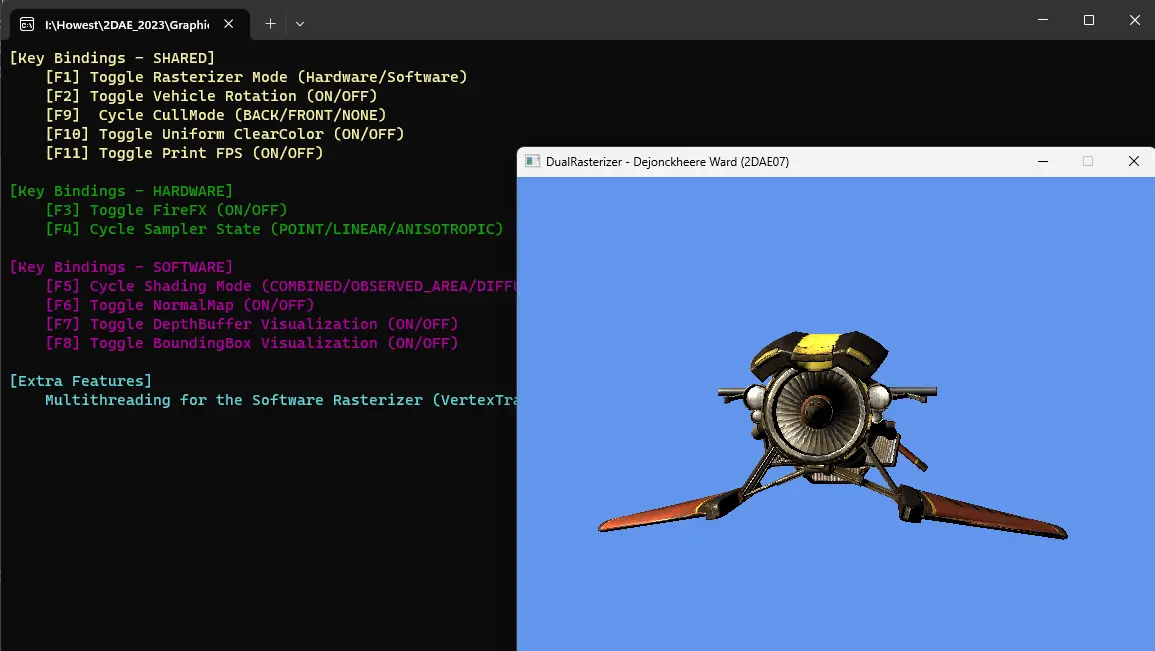 I:\Howest\2DAE_2023\Graphi
[Key Bindings - SHARED]
[F1] Toggle Rasterizer Mode (Hardware/Software)
[F2] Toggle Vehicle Rotation (ON/OFF)
[F9]  Cycle CullMode (BACK/FRONT/NONE)
[F10] Toggle Uniform ClearColor (ON/OFF)
[F11] Toggle Print FPS (ON/OFF)
[Key Bindings - HARDWARE]
[F3] Toggle FireFX (ON/OFF)
[F4] Cycle Sampler State (POINT/LINEAR/ANISOTROPIC)
[Key Bindings - SOFTWARE]
[F5] Cycle Shading Mode (COMBINED/OBSERVED_AREA/DIFFU
[F6] Toggle NormalMap (ON/OFF)
[F7] Toggle DepthBuffer Visualization (ON/OFF)
[F8] Toggle BoundingBox Visualization (ON/OFF)
[Extra Features]
Multithreading for the Software Rasterizer (VertexTra
DualRasterizer - Dejonckheere Ward (2DAE07)